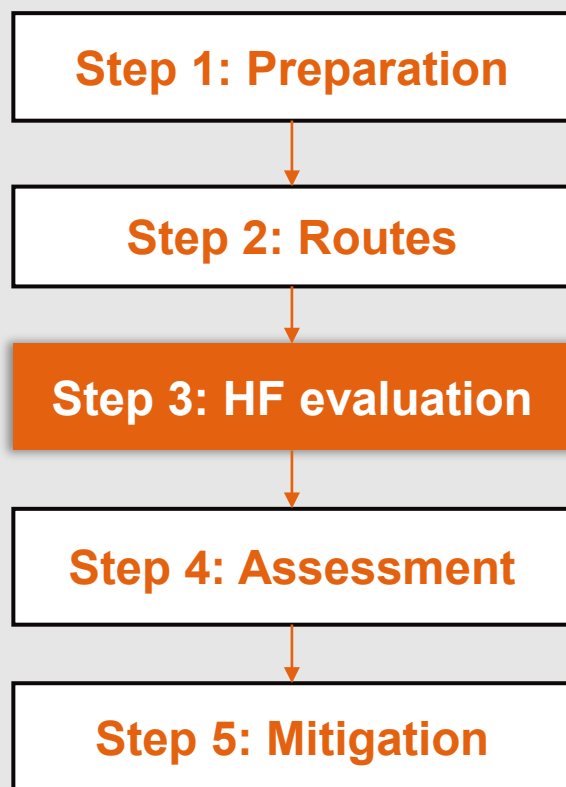 Step 1: Preparation
Step 2: Routes
Step 3: HF evaluation
Step 4: Assessment
Step 5: Mitigation